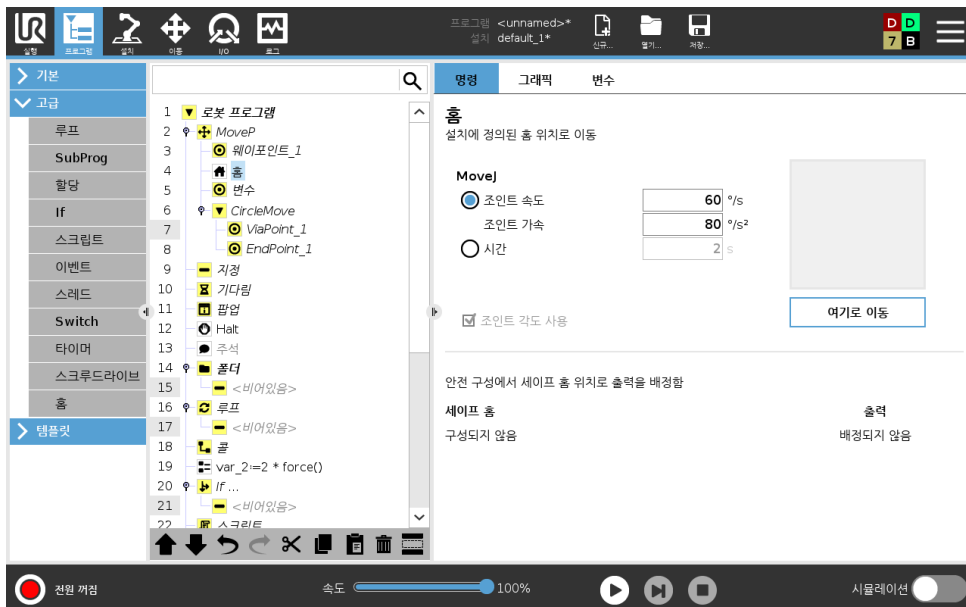 UR
실행
프로그램
설치
이동
I/O
로그
프로그램 <unnamed>*
설치 default_1*
신규...
열기...
저장...
D D
7 B
기본
고급
루프
SubProg
할당
If
스크립트
이벤트
스레드
Switch
타이머
스크루드라이브
홈
템플릿
1 로봇 프로그램
2 MoveP
3 웨이포인트_1
4 홈
5 변수
6 CircleMove
7 ViaPoint_1
8 EndPoint_1
9 지정
10 기다림
11 팝업
12 Halt
13 주석
14 폴더
15 <비어있음>
16 루프
17 <비어있음>
18 콜
19 var_2:=2 * force()
20 If ...
21 <비어있음>
22 스크립트
명령 그래픽 변수
홈
설치에 정의된 홈 위치로 이동
MoveJ
조인트 속도 60 °/s
조인트 가속 80 °/s²
시간 2 s
조인트 각도 사용
여기로 이동
안전 구성에서 세이프 홈 위치로 출력을 배정함
세이프 홈 출력
구성되지 않음 배정되지 않음
전원 꺼짐
속도 100%
시뮬레이션